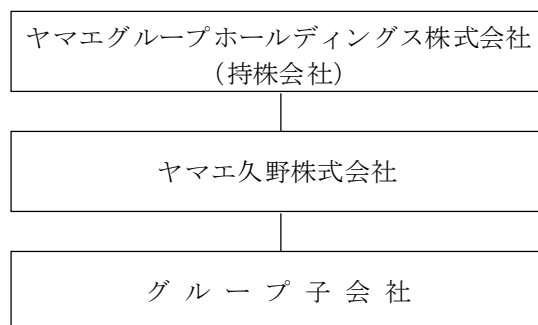 ヤマエグループホールディングス株式会社
（持株会社）
ヤマエ久野株式会社
グ ル ー プ 子 会 社